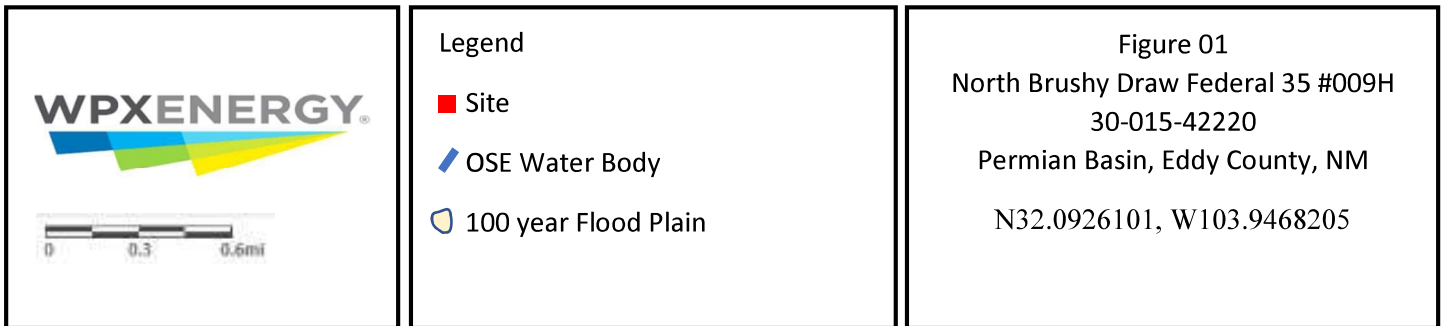 WPXENERGY®
0 0.3 0.6mi
Legend
Site
OSE Water Body
100 year Flood Plain
Figure 01
North Brushy Draw Federal 35 #009H
30-015-42220
Permian Basin, Eddy County, NM
N32.0926101, W103.9468205